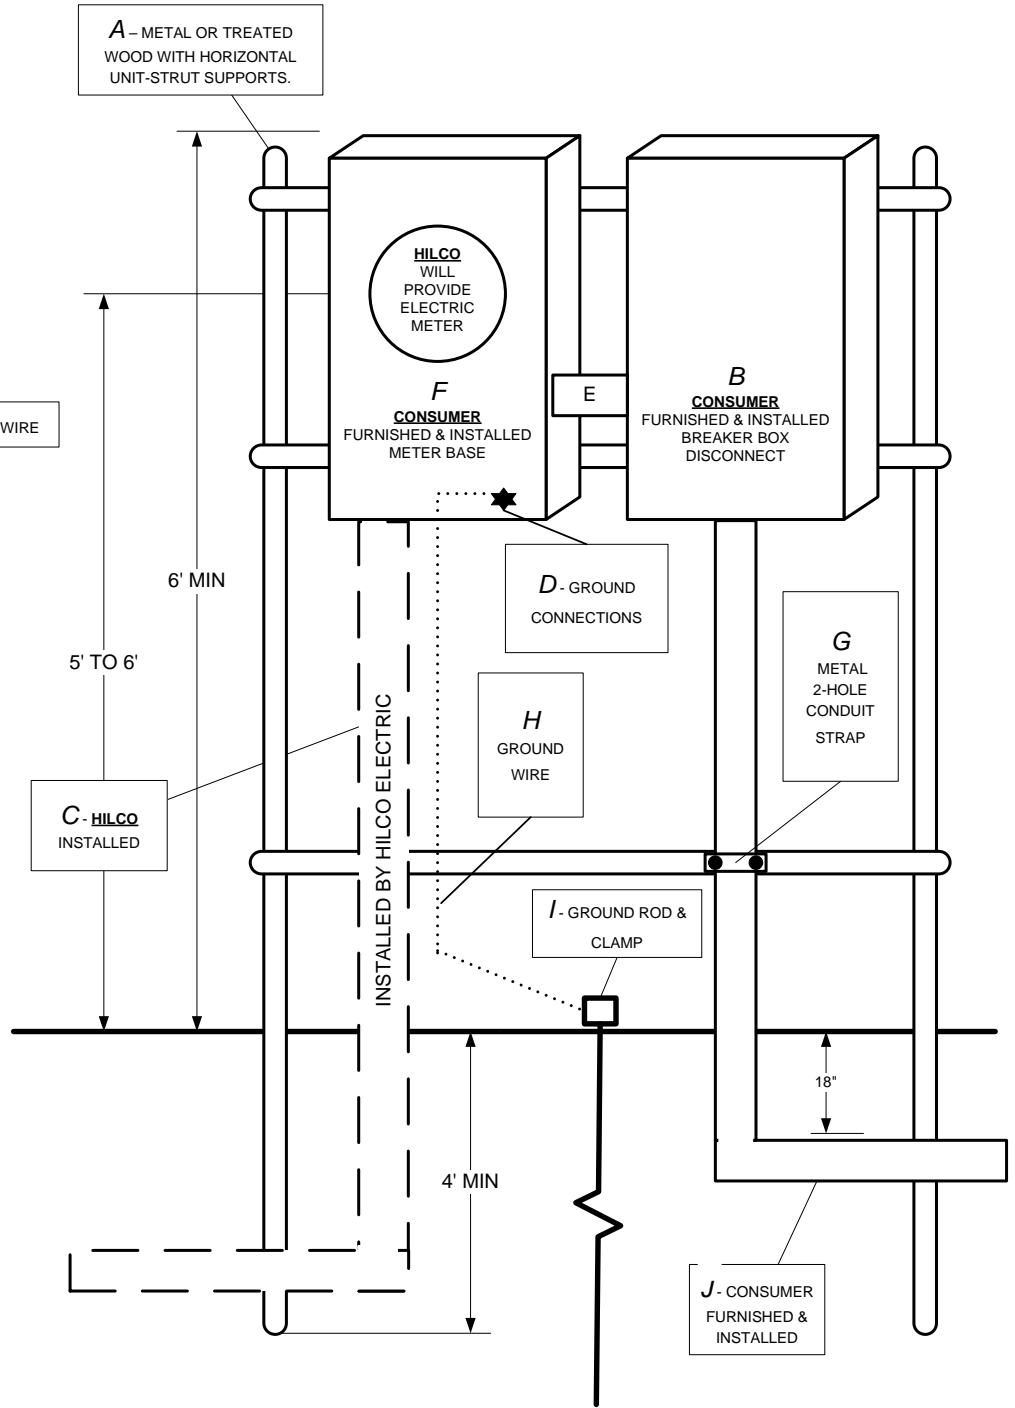 A – METAL OR TREATED
WOOD WITH HORIZONTAL
UNIT-STRUT SUPPORTS.
HILCO
WILL
PROVIDE
ELECTRIC
METER
F
CONSUMER
FURNISHED & INSTALLED
METER BASE
E
B
CONSUMER
FURNISHED & INSTALLED
BREAKER BOX
DISCONNECT
WIRE
6' MIN
5' TO 6'
D - GROUND
CONNECTIONS
G
METAL
2-HOLE
CONDUIT
STRAP
H
GROUND
WIRE
C - HILCO
INSTALLED
INSTALLED BY HILCO ELECTRIC
I - GROUND ROD &
CLAMP
18"
4' MIN
J - CONSUMER
FURNISHED &
INSTALLED